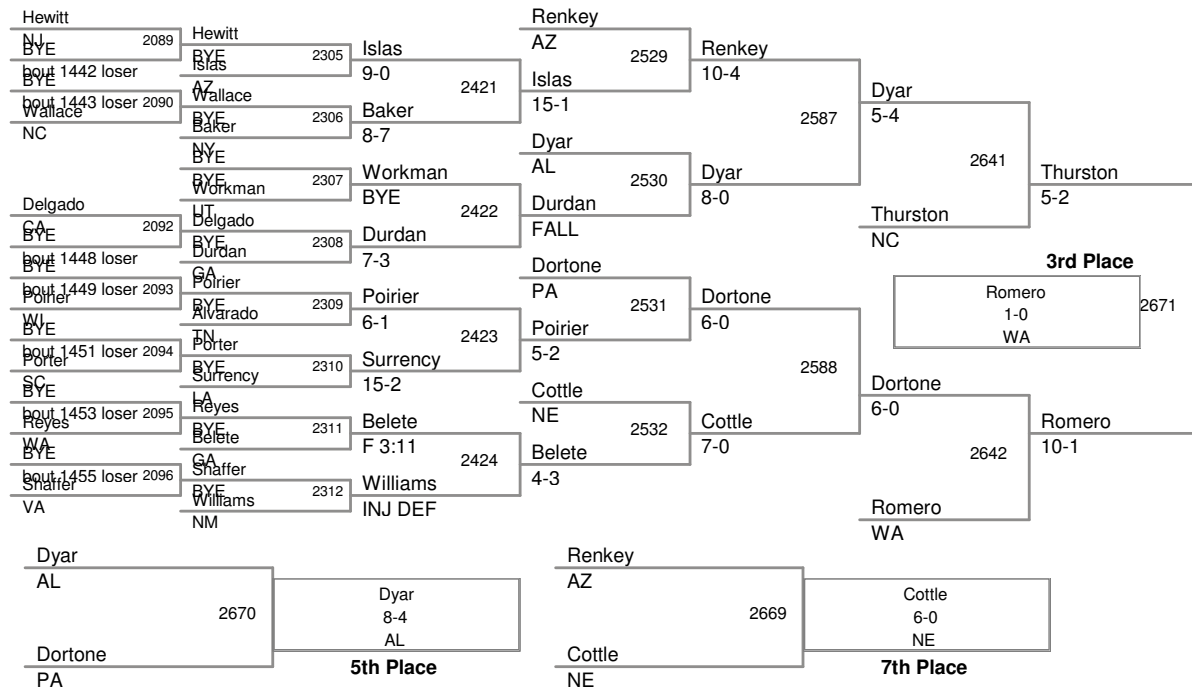 Hewitt
NJ
BYE
2089
bout 1442 loser
BYE
bout 1443 loser 2090
Wallace
NC
Delgado
CA
BYE
2092
bout 1448 loser
BYE
bout 1449 loser 2093
Poirier
WI
BYE
bout 1451 loser 2094
Porter
SC
BYE
bout 1453 loser 2095
Reyes
WA
BYE
bout 1455 loser 2096
Shaffer
VA
Hewitt
BYE
2305
Islas
AZ
Wallace
BYE
2306
Baker
NY
BYE
BYE
2307
Workman
UT
Delgado
BYE
2308
Durdan
GA
Poirier
BYE
2309
Alvarado
TN
Porter
BYE
2310
Surrency
LA
Reyes
BYE
2311
Belete
GA
Shaffer
BYE
2312
Williams
NM
Islas
9-0
2421
Baker
8-7
Workman
BYE
2422
Durdan
7-3
Poirier
6-1
2423
Surrency
15-2
Belete
F 3:11
2424
Williams
INJ DEF
Renkey
AZ
2529
Islas
15-1
Dyar
AL
2530
Durdan
FALL
Dortone
PA
2531
Poirier
5-2
Cottle
NE
2532
Belete
4-3
Renkey
10-4
2587
Dyar
8-0
Dortone
6-0
2588
Cottle
7-0
Dyar
5-4
2641
Thurston
NC
Thurston
5-2
3rd Place
Romero
1-0
WA
2671
Dortone
6-0
2642
Romero
WA
Romero
10-1
Dyar
AL
2670
Dortone
PA
Dyar
8-4
AL
5th Place
Renkey
AZ
2669
Cottle
NE
Cottle
6-0
NE
7th Place